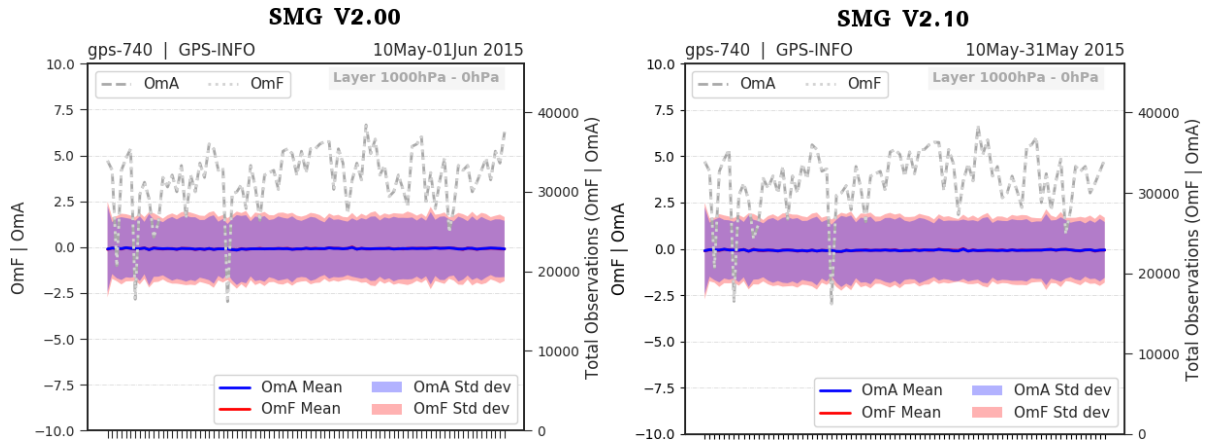 SMG V2.00
gps-740 | GPS-INFO 10May-01Jun 2015
OmA OmF
Layer 1000hPa - 0hPa
10.0
7.5
5.0
2.5
0.0
−2.5
−5.0
−7.5
−10.0
OmF | OmA
40000
30000
20000
10000
0
Total Observations (OmF | OmA)
OmA Mean OmA Std dev
OmF Mean OmF Std dev
SMG V2.10
gps-740 | GPS-INFO 10May-31May 2015
OmA OmF
Layer 1000hPa - 0hPa
10.0
7.5
5.0
2.5
0.0
−2.5
−5.0
−7.5
−10.0
OmF | OmA
40000
30000
20000
10000
0
Total Observations (OmF | OmA)
OmA Mean OmA Std dev
OmF Mean OmF Std dev